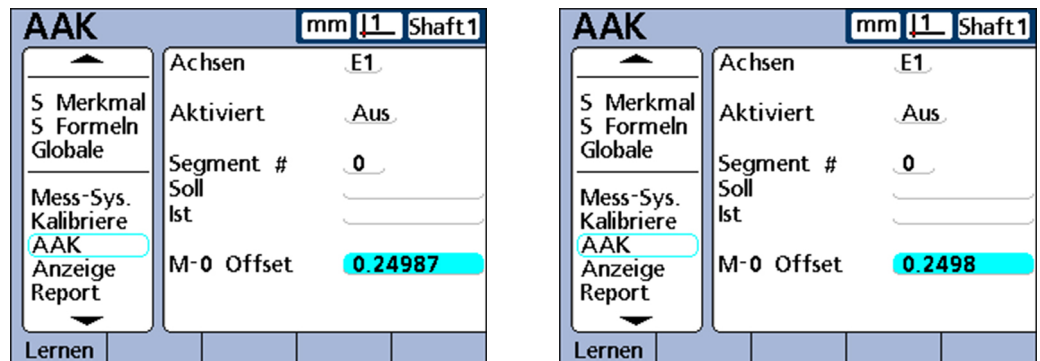 AAK mm 1 Shaft1
S Merkmal
S Formeln
Globale
Mess-Sys.
Kalibriere
AAK
Anzeige
Report
Achsen E1
Aktiviert Aus
Segment # 0
Soll
Ist
M-0 Offset 0.24987
Lernen
AAK mm 1 Shaft1
S Merkmal
S Formeln
Globale
Mess-Sys.
Kalibriere
AAK
Anzeige
Report
Achsen E1
Aktiviert Aus
Segment # 0
Soll
Ist
M-0 Offset 0.2498
Lernen